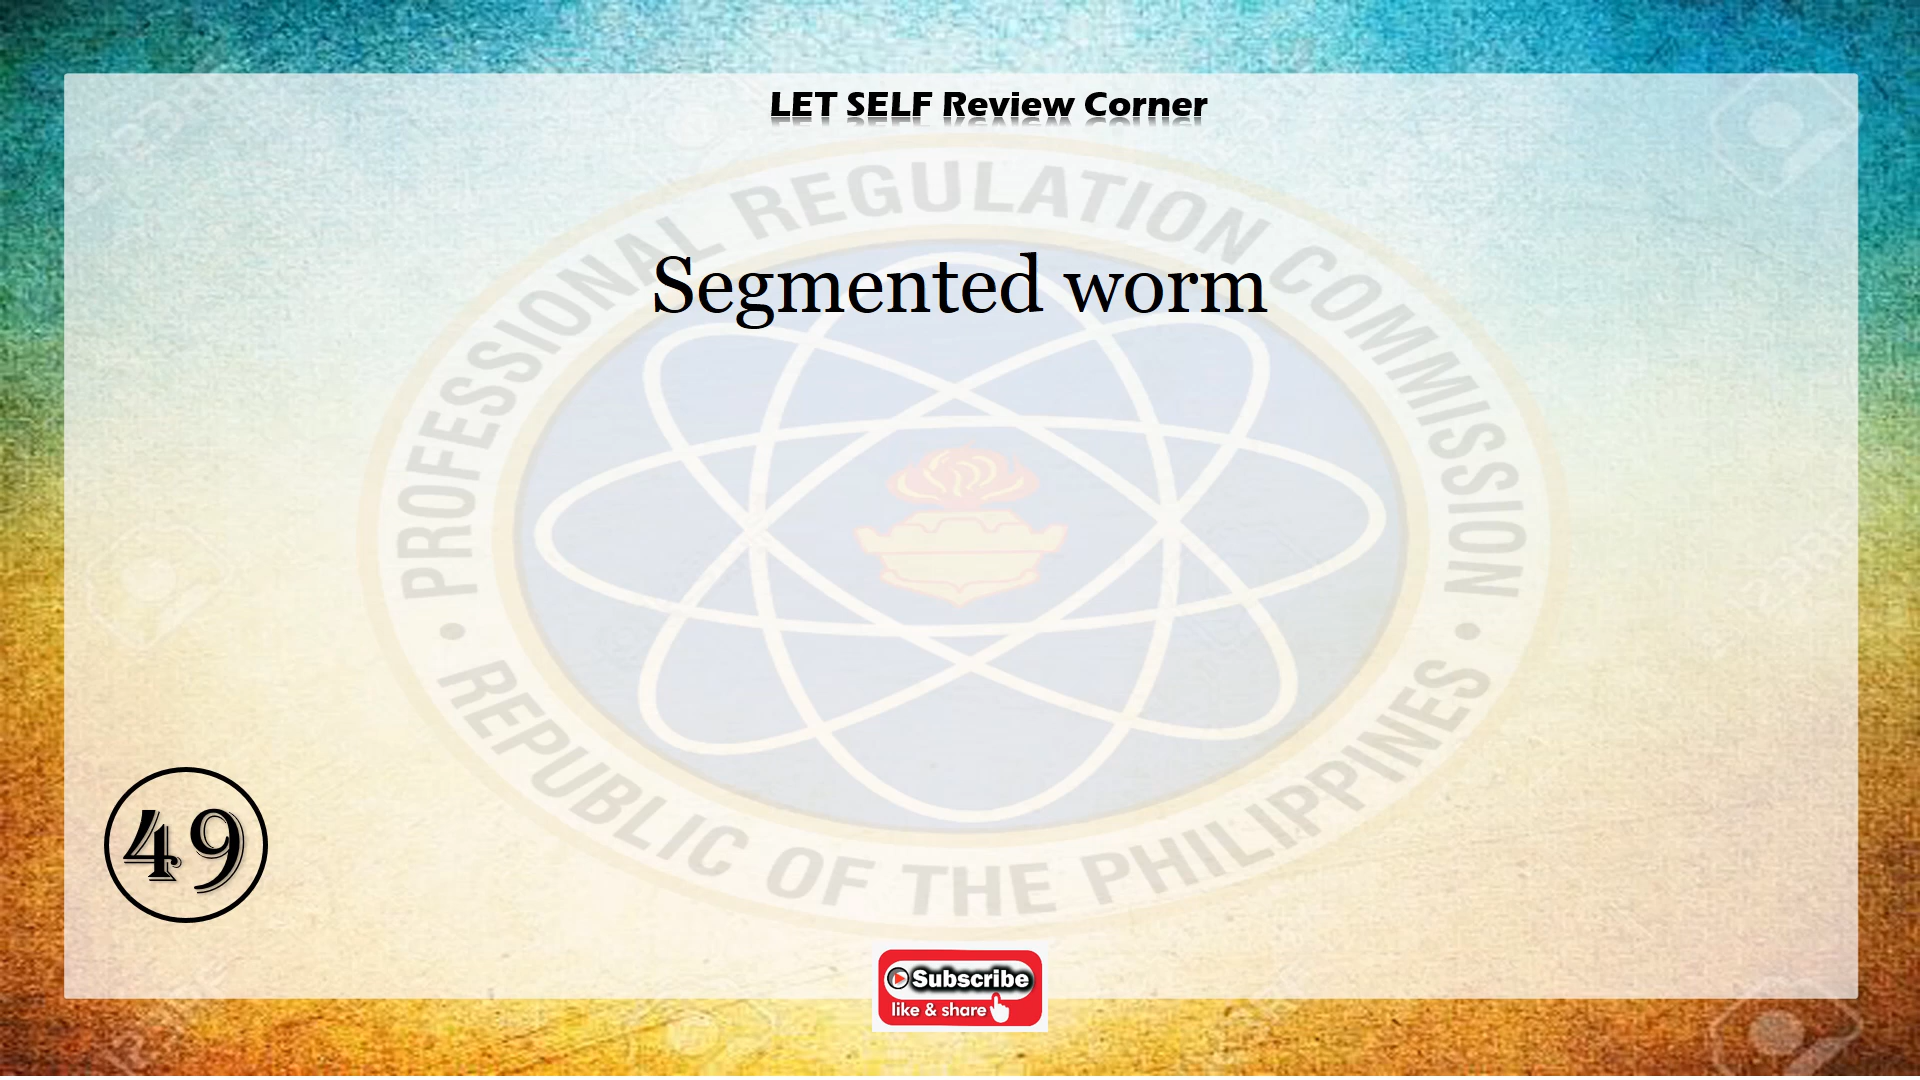 LET SELF Review Corner
PROFESSIONAL REGULATION COMMISSION
Segmented worm
• REPUBLIC OF THE PHILIPPINES •
49
Subscribe
like & share